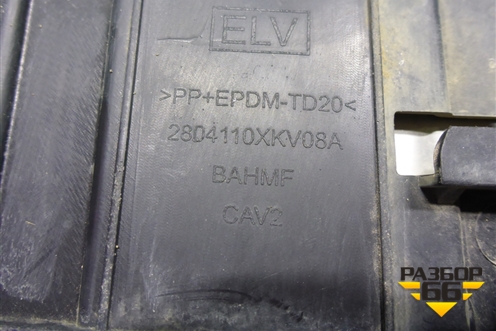 ELV
>PP+EPDM-TD20<
2804110XKV08A
BAHMF
CAV2
РАЗБОР
66